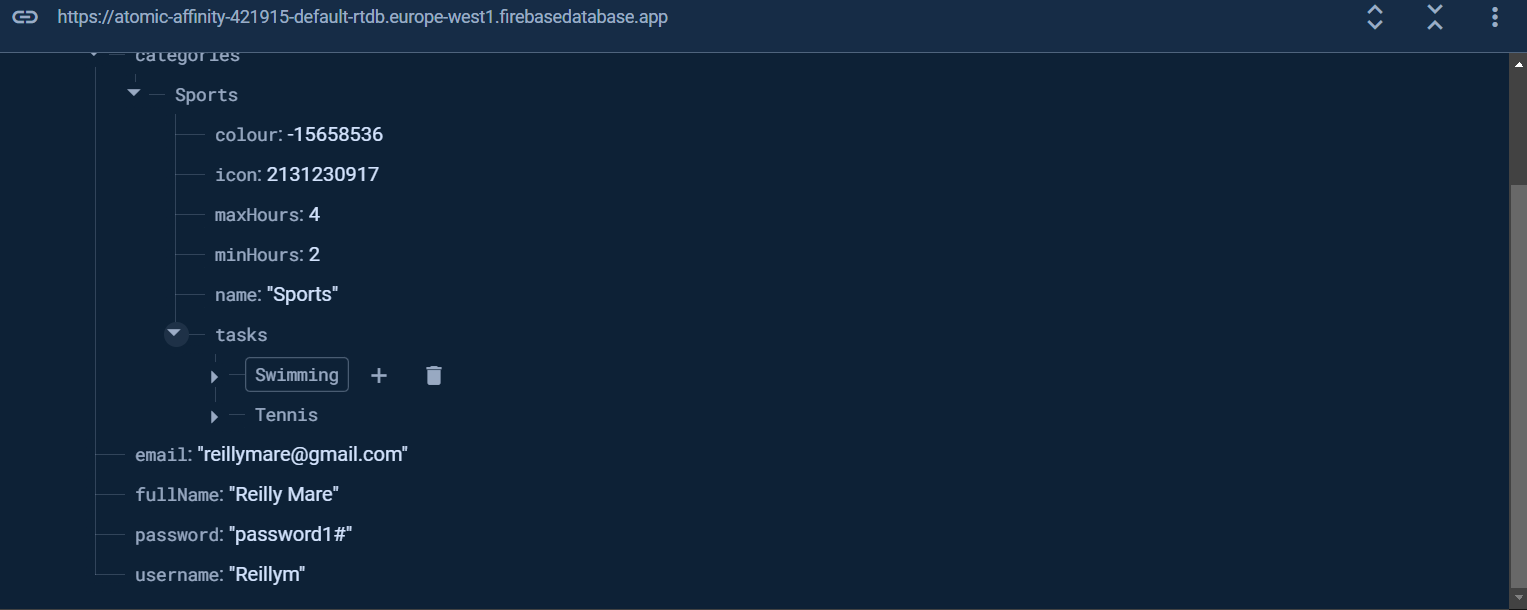 https://atomic-affinity-421915-default-rtdb.europe-west1.firebasedatabase.app
categories
Sports
colour: -15658536
icon: 2131230917
maxHours: 4
minHours: 2
name: "Sports"
tasks
Swimming
Tennis
email: "reillymare@gmail.com"
fullName: "Reilly Mare"
password: "password1#"
username: "Reillym"